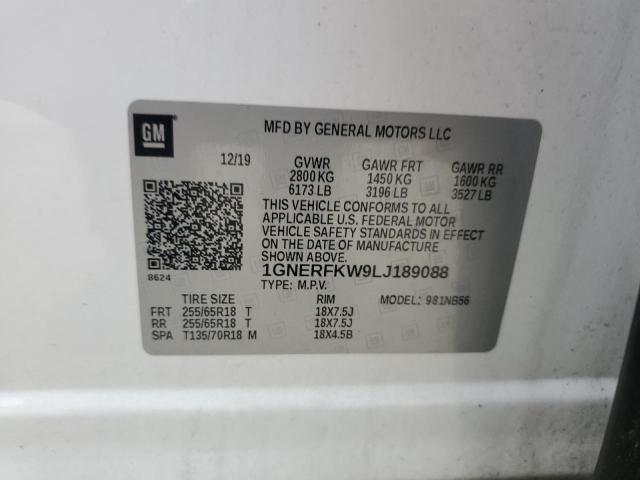 GM
MFD BY GENERAL MOTORS LLC
12/19 GVWR GAWR FRT GAWR RR
2800 KG 1450 KG 1600 KG
6173 LB 3196 LB 3527 LB
THIS VEHICLE CONFORMS TO ALL
APPLICABLE U.S. FEDERAL MOTOR
VEHICLE SAFETY STANDARDS IN EFFECT
ON THE DATE OF MANUFACTURE
SHOWN ABOVE.
8624
1GNERFKW9LJ189088
TYPE: M.P.V.
TIRE SIZE RIM MODEL: 981NB56
FRT 255/65R18 T 18X7.5J
RR 255/65R18 T 18X7.5J
SPA T135/70R18 M 18X4.5B